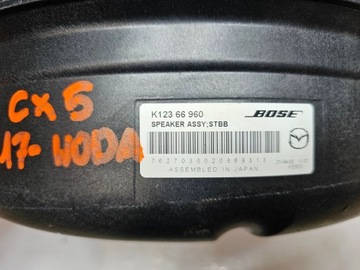 CX5
17- HODA
K123 66 960
BOSE
SPEAKER ASSY;STBB
ASSEMBLED IN JAPAN